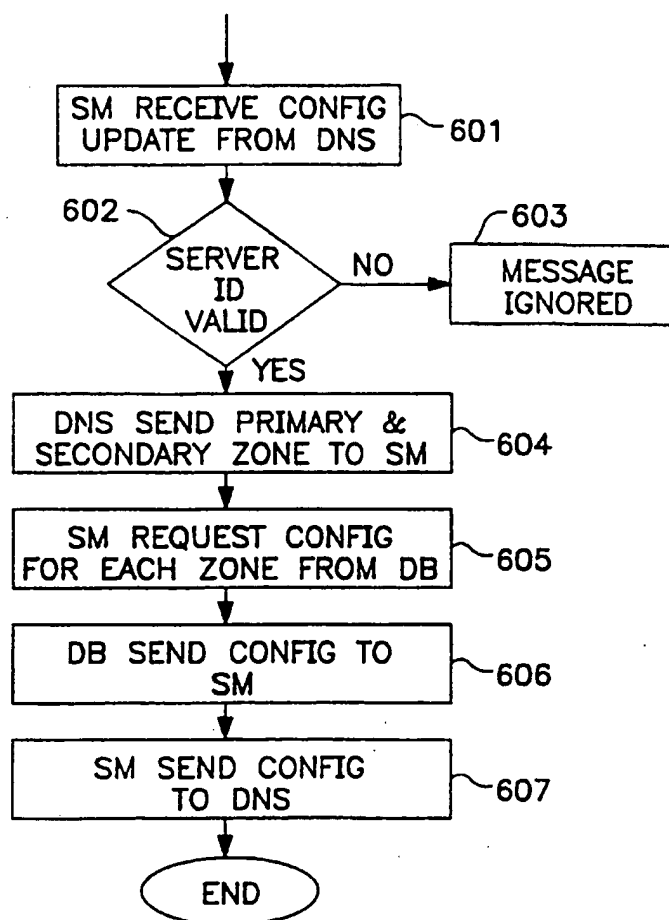 SM RECEIVE CONFIG
UPDATE FROM DNS
601
602
SERVER
ID
VALID
NO
603
MESSAGE
IGNORED
YES
DNS SEND PRIMARY &
SECONDARY ZONE TO SM
604
SM REQUEST CONFIG
FOR EACH ZONE FROM DB
605
DB SEND CONFIG TO
SM
606
SM SEND CONFIG
TO DNS
607
END